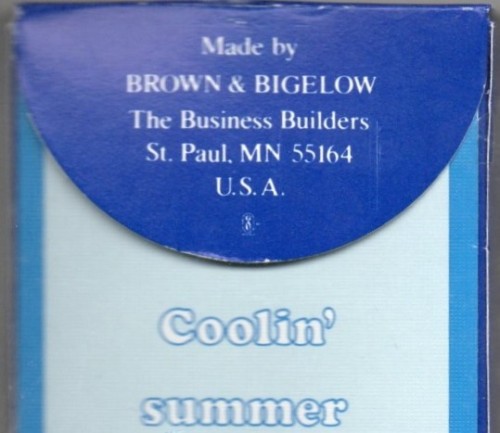 Made by
BROWN & BIGELOW
The Business Builders
St. Paul, MN 55164
U.S.A.
Coolin'
summer